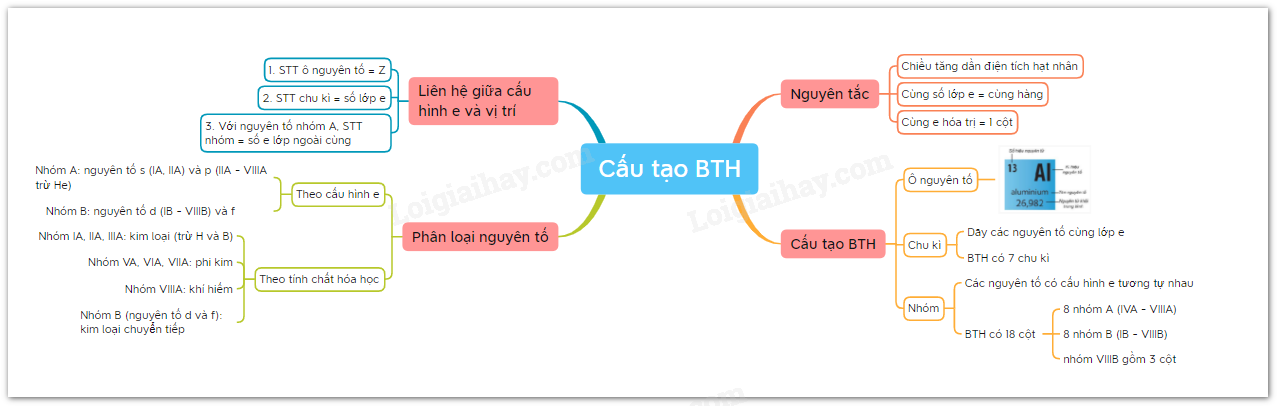 Cấu tạo BTH
Nguyên tắc
Chiều tăng dần điện tích hạt nhân
Cùng số lớp e = cùng hàng
Cùng e hóa trị = 1 cột
Cấu tạo BTH
Ô nguyên tố
Số hiệu nguyên tử
13
Al
aluminium
26,982
Chu kì
Dãy các nguyên tố cùng lớp e
BTH có 7 chu kì
Nhóm
Các nguyên tố có cấu hình e tương tự nhau
BTH có 18 cột
8 nhóm A (IVA - VIIIA)
8 nhóm B (IB - VIIIB)
nhóm VIIIB gồm 3 cột
Liên hệ giữa cấu
hình e và vị trí
1. STT ô nguyên tố = Z
2. STT chu kì = số lớp e
3. Với nguyên tố nhóm A, STT
nhóm = số e lớp ngoài cùng
Phân loại nguyên tố
Theo cấu hình e
Nhóm A: nguyên tố s (IA, IIA) và p (IIA - VIIIA
trừ He)
Nhóm B: nguyên tố d (IB - VIIIB) và f
Theo tính chất hóa học
Nhóm IA, IIA, IIIA: kim loại (trừ H và B)
Nhóm VA, VIA, VIIA: phi kim
Nhóm VIIIA: khí hiếm
Nhóm B (nguyên tố d và f):
kim loại chuyển tiếp
Loigiaihay.com
Loigiaihay.com
.com